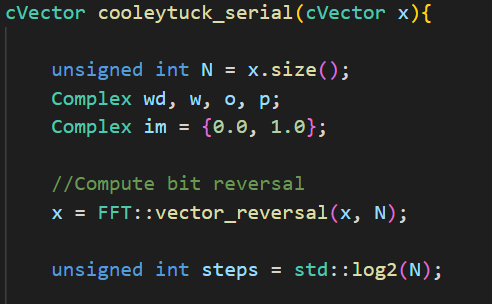 cVector cooleytuck_serial(cVector x){
unsigned int N = x.size();
Complex wd, w, o, p;
Complex im = {0.0, 1.0};
//Compute bit reversal
x = FFT::vector_reversal(x, N);
unsigned int steps = std::log2(N);